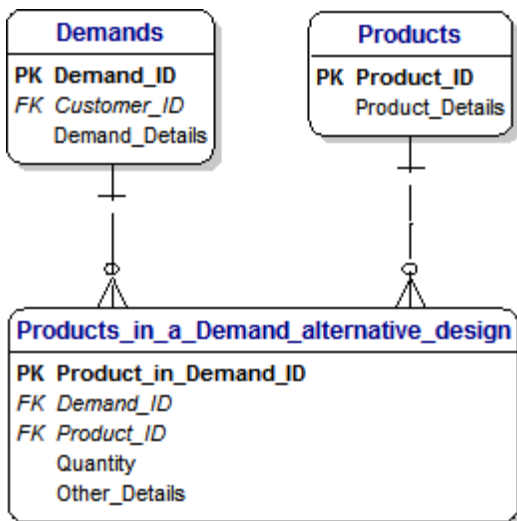 Demands
PK Demand_ID
FK Customer_ID
Demand_Details
Products
PK Product_ID
Product_Details
Products_in_a_Demand_alternative_design
PK Product_in_Demand_ID
FK Demand_ID
FK Product_ID
Quantity
Other_Details